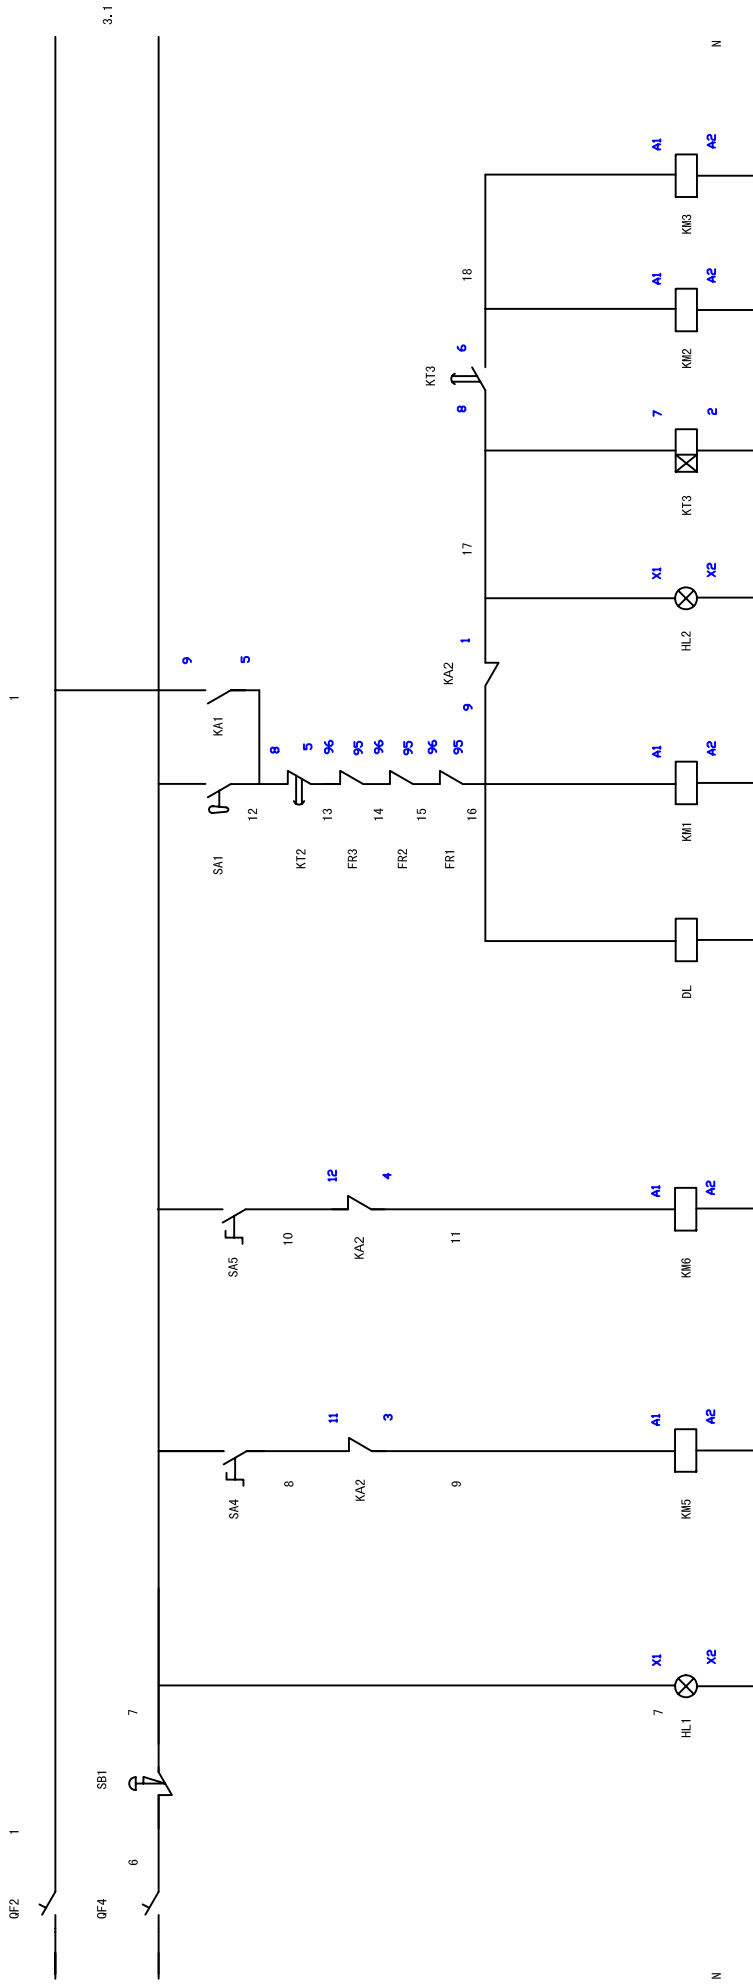 3.1
N
A1
A2
KM3
18
A1
A2
KM2
6
KT3
8
7
2
KT3
17
X1
X2
HL2
1
KA2
9
1
9
5
KA1
8
5
96
95
96
95
96
95
12
13
14
15
16
SA1
KT2
FR3
FR2
FR1
A1
A2
KM1
DL
12
4
10
KA2
11
SA5
A1
A2
KM6
11
3
8
KA2
9
SA4
A1
A2
KM5
7
X1
X2
7
HL1
SB1
1
6
QF2
QF4
N